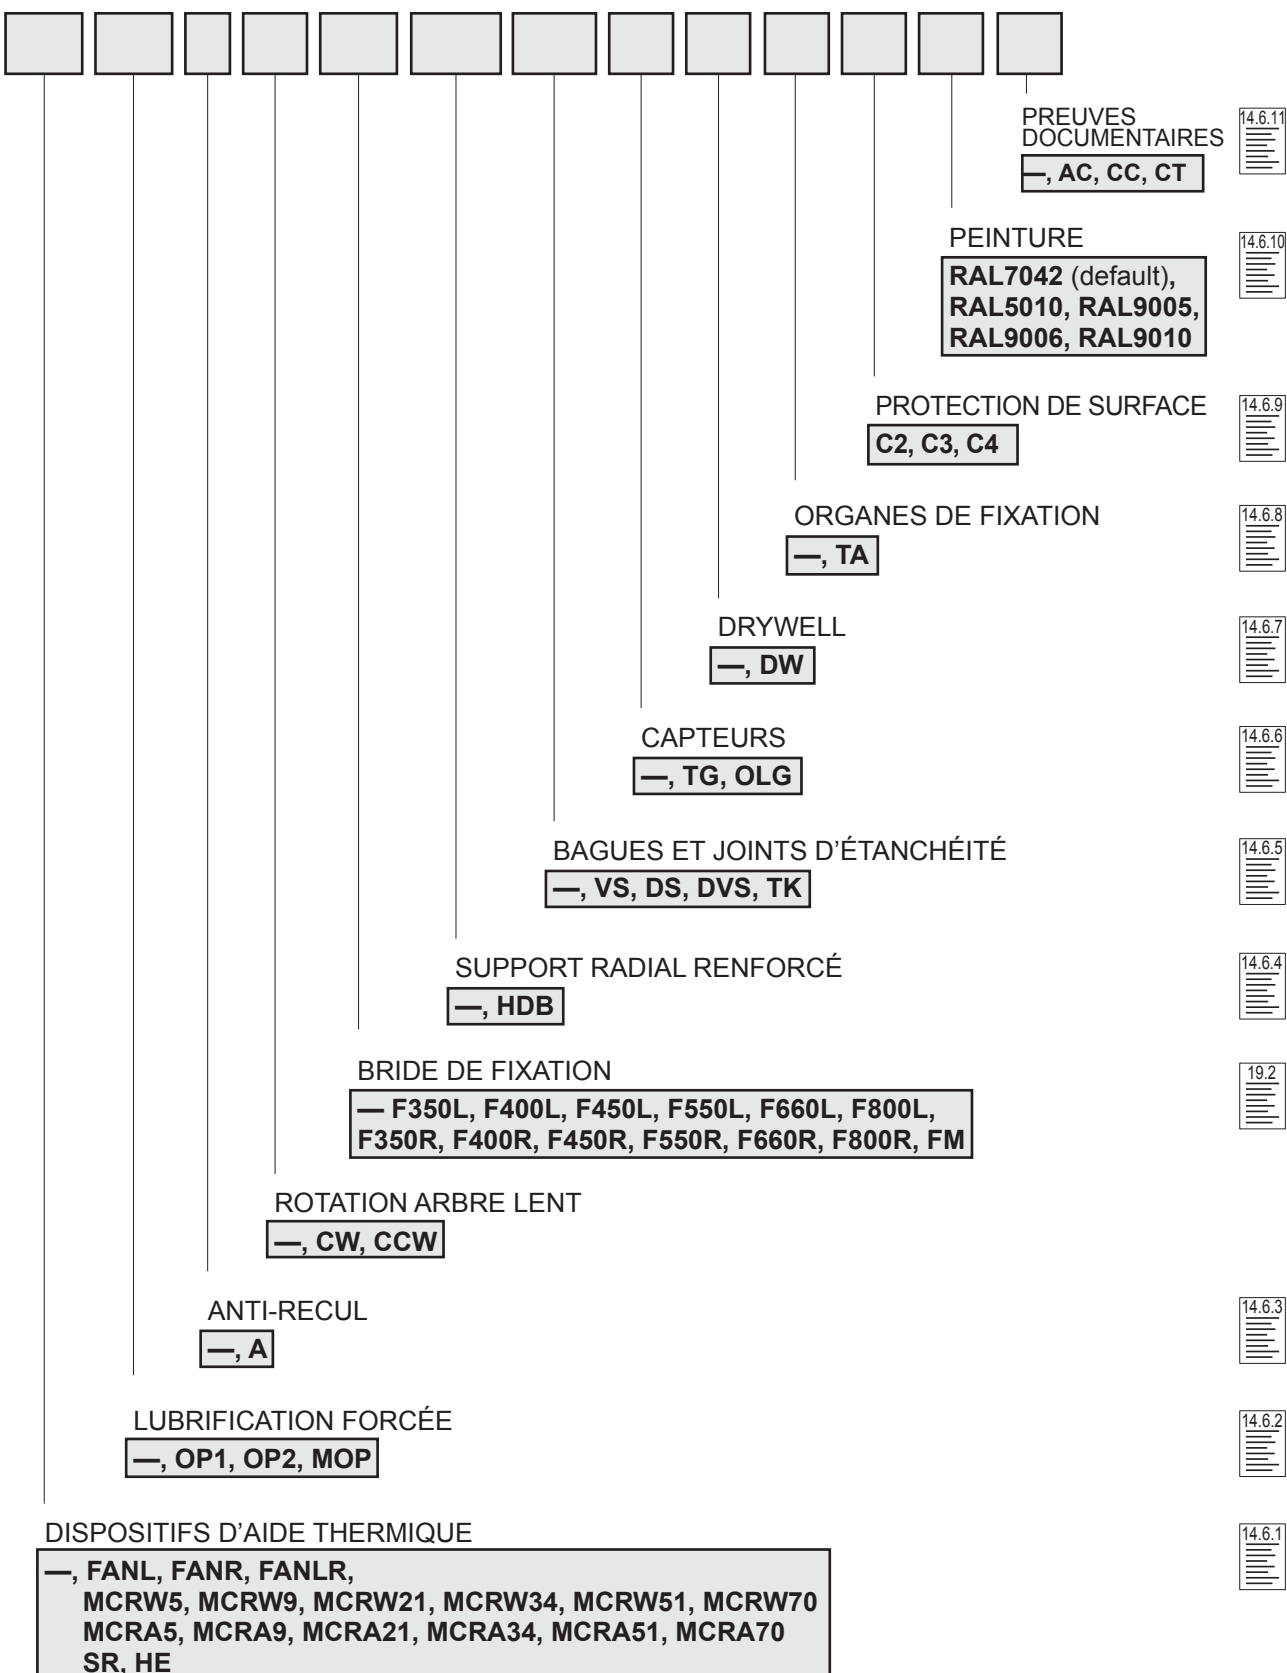 PREUVES
DOCUMENTAIRES
—, AC, CC, CT
14.6.11
PEINTURE
RAL7042 (default),
RAL5010, RAL9005,
RAL9006, RAL9010
14.6.10
PROTECTION DE SURFACE
C2, C3, C4
14.6.9
ORGANES DE FIXATION
—, TA
14.6.8
DRYWELL
—, DW
14.6.7
CAPTEURS
—, TG, OLG
14.6.6
BAGUES ET JOINTS D’ÉTANCHÉITÉ
—, VS, DS, DVS, TK
14.6.5
SUPPORT RADIAL RENFORCÉ
—, HDB
14.6.4
BRIDE DE FIXATION
— F350L, F400L, F450L, F550L, F660L, F800L,
F350R, F400R, F450R, F550R, F660R, F800R, FM
19.2
ROTATION ARBRE LENT
—, CW, CCW
ANTI-RECUL
—, A
14.6.3
LUBRIFICATION FORCÉE
—, OP1, OP2, MOP
14.6.2
DISPOSITIFS D’AIDE THERMIQUE
—, FANL, FANR, FANLR,
MCRW5, MCRW9, MCRW21, MCRW34, MCRW51, MCRW70
MCRA5, MCRA9, MCRA21, MCRA34, MCRA51, MCRA70
SR, HE
14.6.1